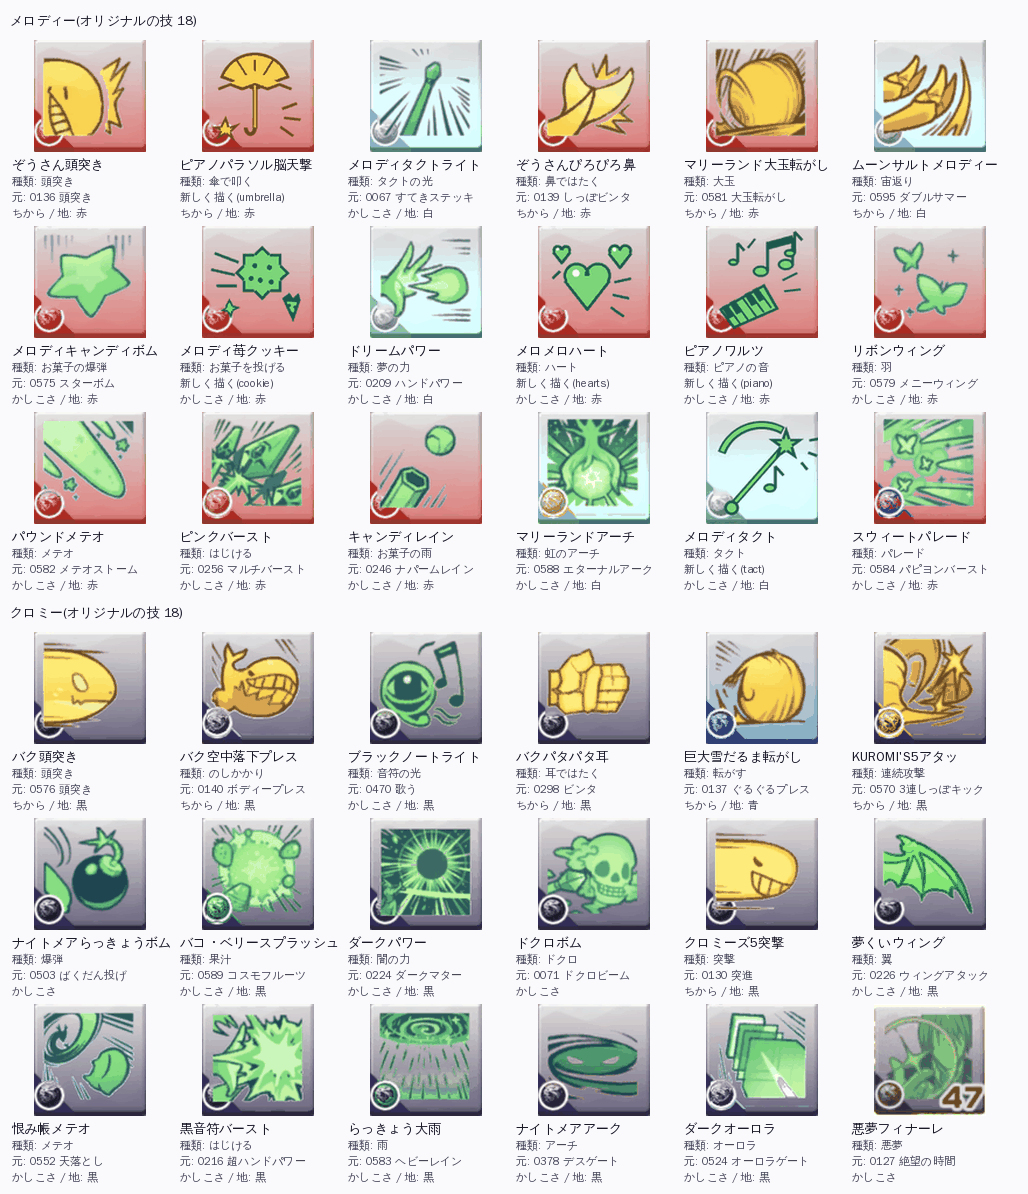 メロディー(オリジナルの技 18)
ぞうさん頭突き
種類: 頭突き
元: 0136 頭突き
ちから / 地: 赤
ピアノパラソル脳天撃
種類: 傘で叩く
新しく描く(umbrella)
ちから / 地: 赤
メロディタクトライト
種類: タクトの光
元: 0067 すてきステッキ
かしこさ / 地: 白
ぞうさんぴろぴろ鼻
種類: 鼻ではたく
元: 0139 しっぽビンタ
ちから / 地: 赤
マリーランド大玉転がし
種類: 大玉
元: 0581 大玉転がし
ちから / 地: 赤
ムーンサルトメロディー
種類: 宙返り
元: 0595 ダブルサマー
ちから / 地: 白
メロディキャンディボム
種類: お菓子の爆弾
元: 0575 スターボム
かしこさ / 地: 赤
メロディ苺クッキー
種類: お菓子を投げる
新しく描く(cookie)
かしこさ / 地: 赤
ドリームパワー
種類: 夢の力
元: 0209 ハンドパワー
かしこさ / 地: 白
メロメロハート
種類: ハート
新しく描く(hearts)
かしこさ / 地: 赤
ピアノワルツ
種類: ピアノの音
新しく描く(piano)
かしこさ / 地: 赤
リボンウィング
種類: 羽
元: 0579 メニーウィング
かしこさ / 地: 赤
パウンドメテオ
種類: メテオ
元: 0582 メテオストーム
かしこさ / 地: 赤
ピンクバースト
種類: はじける
元: 0256 マルチバースト
かしこさ / 地: 赤
キャンディレイン
種類: お菓子の雨
元: 0246 ナパームレイン
かしこさ / 地: 赤
マリーランドアーチ
種類: 虹のアーチ
元: 0588 エターナルアーク
かしこさ / 地: 白
メロディタクト
種類: タクト
新しく描く(tact)
かしこさ / 地: 白
スウィートパレード
種類: パレード
元: 0584 パピヨンバースト
かしこさ / 地: 赤
クロミー(オリジナルの技 18)
バク頭突き
種類: 頭突き
元: 0576 頭突き
ちから / 地: 黒
バク空中落下プレス
種類: のしかかり
元: 0140 ボディープレス
ちから / 地: 黒
ブラックノートライト
種類: 音符の光
元: 0470 歌う
かしこさ / 地: 黒
バクパタパタ耳
種類: 耳ではたく
元: 0298 ビンタ
ちから / 地: 黒
巨大雪だるま転がし
種類: 転がす
元: 0137 ぐるぐるプレス
ちから / 地: 青
KUROMI'S5アタッ
種類: 連続攻撃
元: 0570 3連しっぽキック
ちから / 地: 黒
ナイトメアらっきょうボム
種類: 爆弾
元: 0503 ばくだん投げ
かしこさ
バコ・ベリースプラッシュ
種類: 果汁
元: 0589 コスモフルーツ
かしこさ / 地: 黒
ダークパワー
種類: 闇の力
元: 0224 ダークマター
かしこさ / 地: 黒
ドクロボム
種類: ドクロ
元: 0071 ドクロビーム
かしこさ
クロミーズ5突撃
種類: 突撃
元: 0130 突進
ちから / 地: 黒
夢くいウィング
種類: 翼
元: 0226 ウィングアタック
かしこさ / 地: 黒
恨み帳メテオ
種類: メテオ
元: 0552 天落とし
かしこさ / 地: 黒
黒音符バースト
種類: はじける
元: 0216 超ハンドパワー
かしこさ / 地: 黒
らっきょう大雨
種類: 雨
元: 0583 ヘビーレイン
かしこさ / 地: 黒
ナイトメアアーク
種類: アーチ
元: 0378 デスゲート
かしこさ / 地: 黒
ダークオーロラ
種類: オーロラ
元: 0524 オーロラゲート
かしこさ / 地: 黒
47
悪夢フィナーレ
種類: 悪夢
元: 0127 絶望の時間
かしこさ